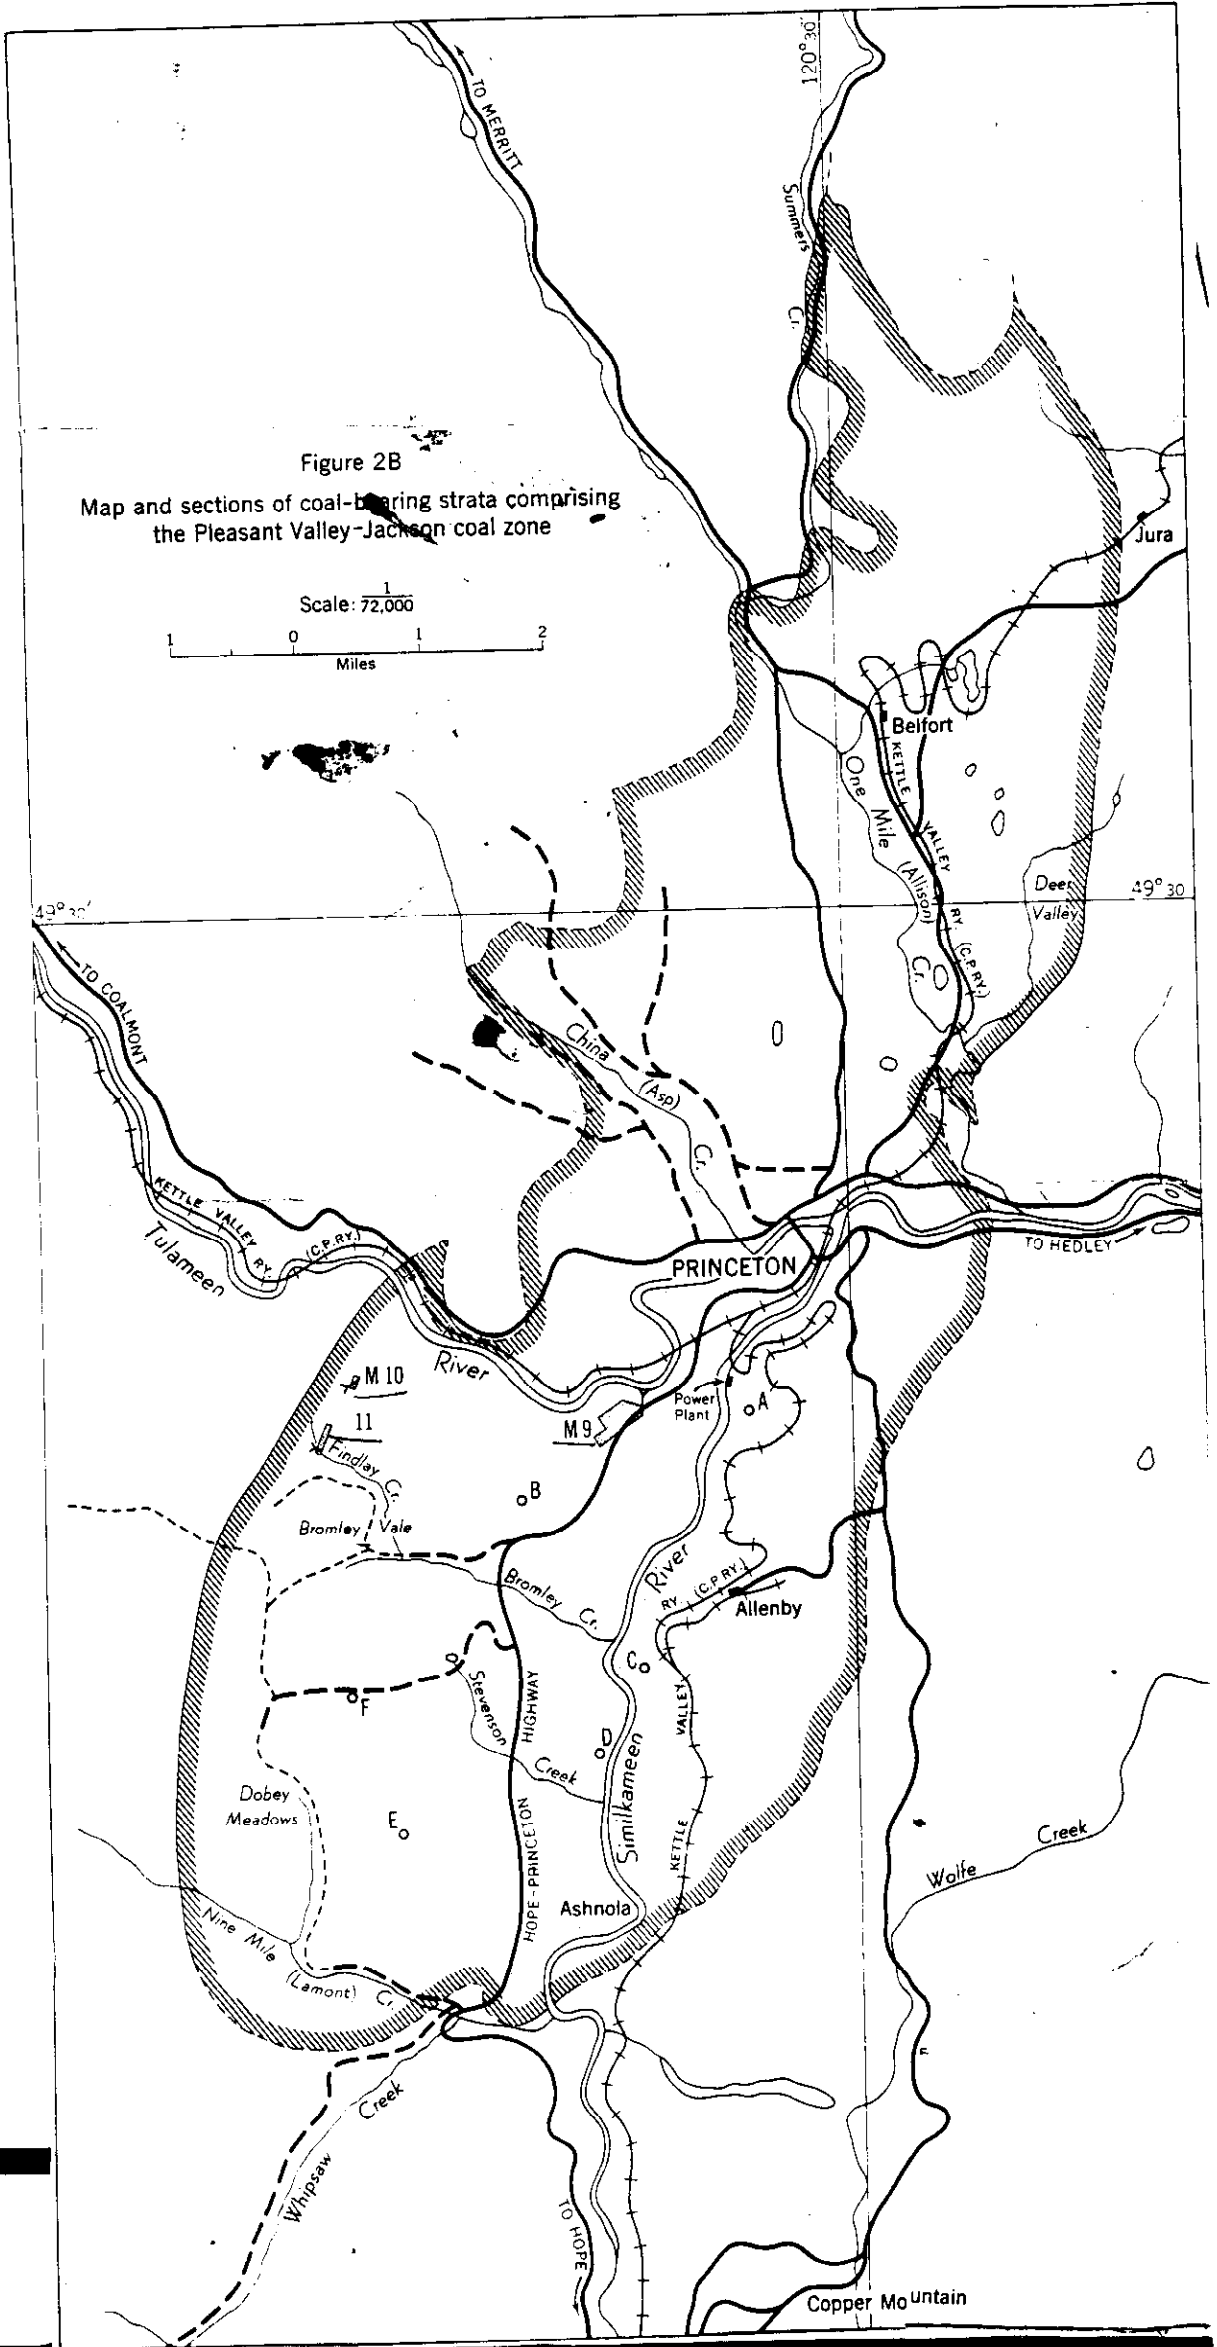 TO MERRITT
120°30'
Summers
Cr.
Figure 2B
Map and sections of coal-bearing strata comprising
the Pleasant Valley-Jackson coal zone
Scale: 1/72,000
1 0 1 2
Miles
Jura
Belfort
KETTLE VALLEY RY. (C.P.RY.)
One Mile (Allison) Cr.
Deer
Valley
49°30'
49°30
TO COALMONT
China (Asp) Cr.
KETTLE VALLEY RY. (C.P.RY.)
Tulameen
River
PRINCETON
TO HEDLEY
M 10
11
Findlay Cr.
M 9
Power
Plant
A
B
Bromley Vale
Bromley Cr.
River
RY. (C.P.RY.)
Allenby
C
Stevenson
Creek
F
HIGHWAY
VALLEY
D
Similkameen
Dobey
Meadows
E
HOPE-PRINCETON
KETTLE
Creek
Wolfe
Ashnola
Nine Mile
(Lamont) Cr.
Creek
Whipsaw
TO HOPE
Copper Mountain